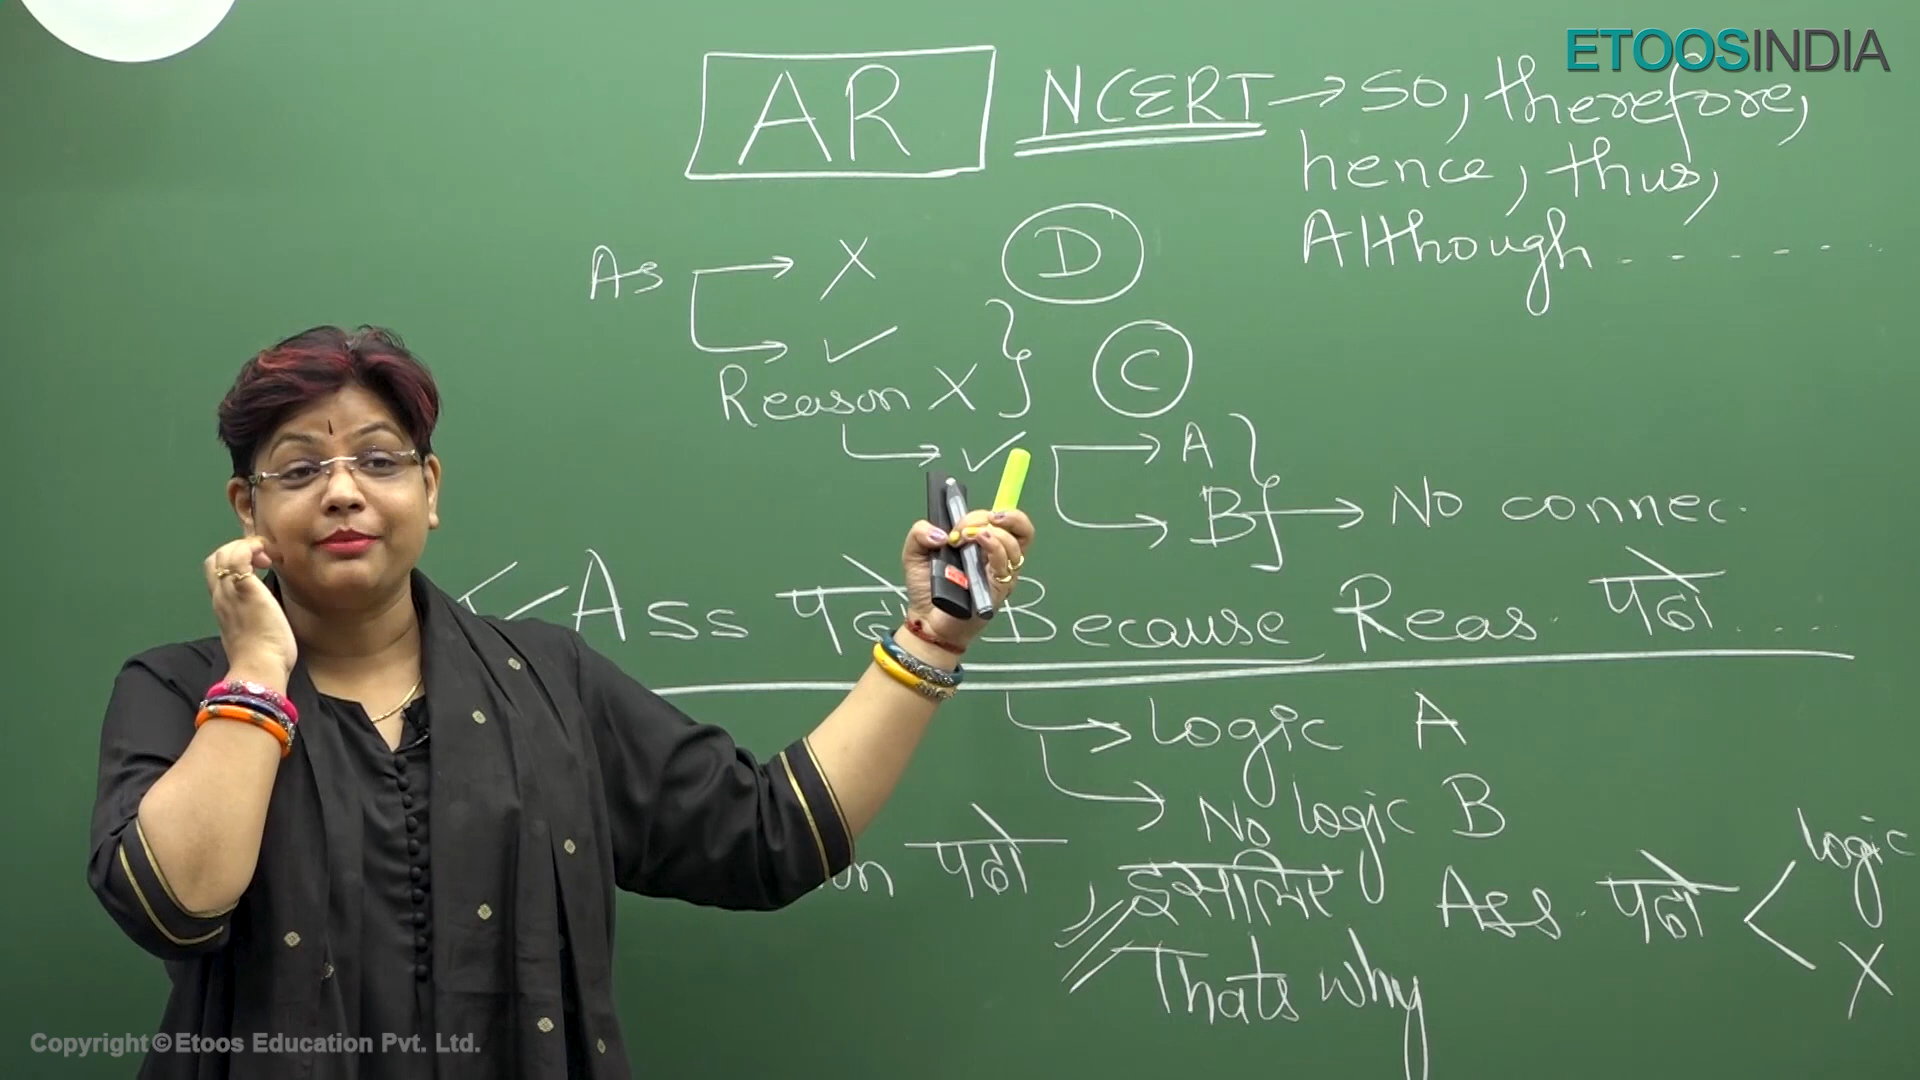 ETOOSINDIA
AR NCERT → so, therefore,
hence, thus,
Although . . . . . .
As → X D
→ ✓
Reason X } C
→ ✓ → A
→ B } → No connec.
Ass पढो Because Reas. पढो . . . .
→ logic A
→ No logic B
पढो इसलिए Ass. पढो < logic
X
Thats why
Copyright © Etoos Education Pvt. Ltd.